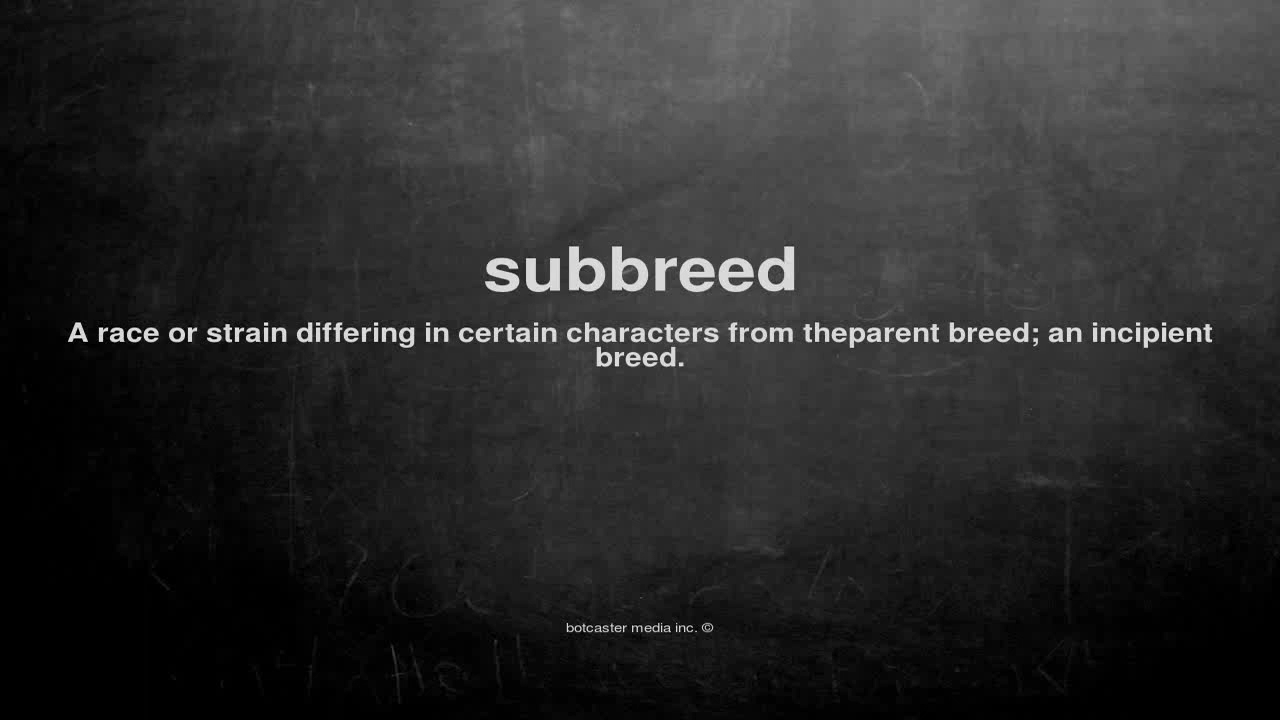 subbreed
A race or strain differing in certain characters from theparent breed; an incipient
breed.
botcaster media inc. ©